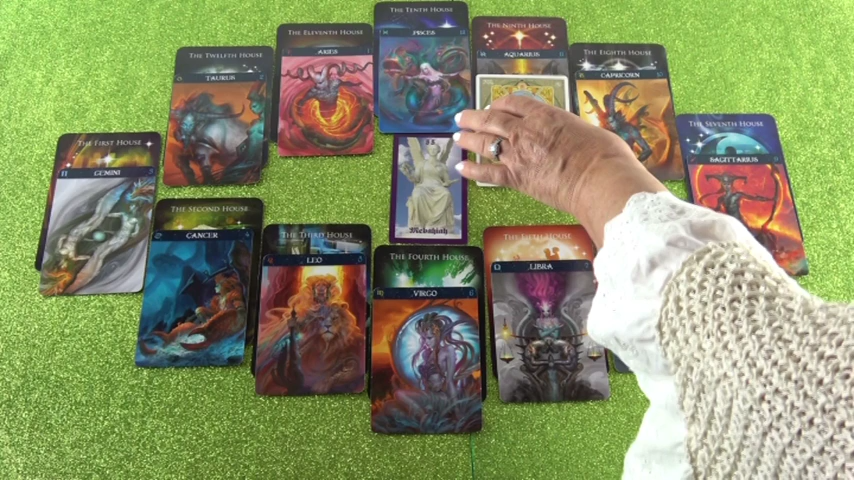 The Tenth House
Pisces
The Eleventh House
Aries
The Ninth House
Aquarius
The Twelfth House
Taurus
The Eighth House
Capricorn
The Seventh House
Sagittarius
The First House
Gemini
Mebahiah
The Second House
Cancer
The Third House
Leo
The Fourth House
Virgo
The Fifth House
Libra